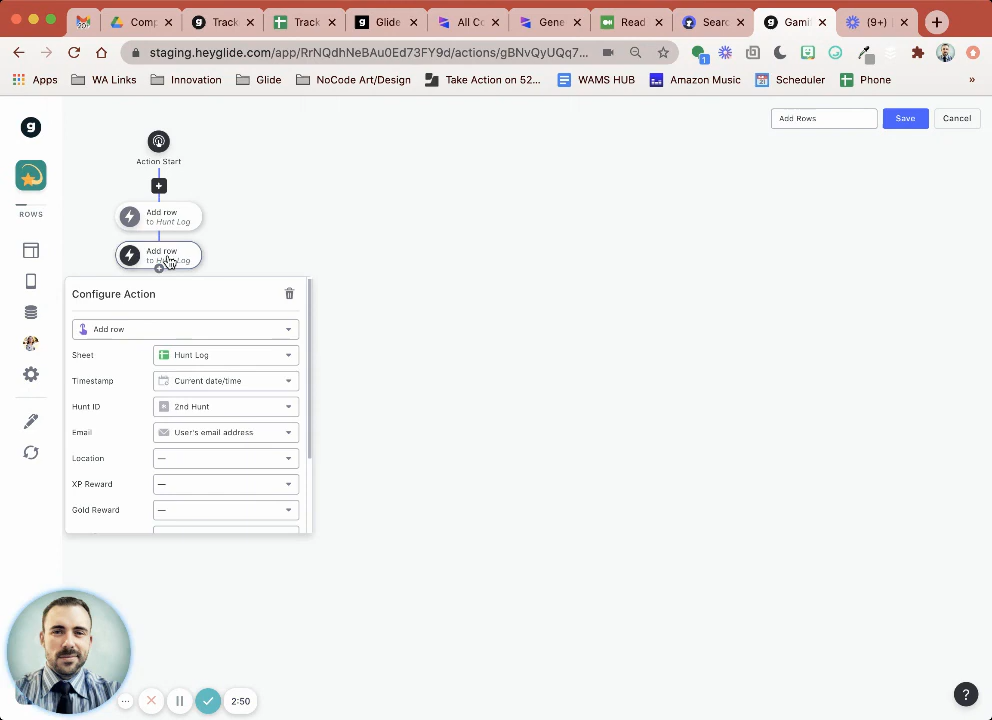 Comp
Track
Track
Glide
All Co
Gene
Read
Searc
Gami
(9+)
staging.heyglide.com/app/RrNQdhNeBAu0Ed73FY9d/actions/gBNvQyUQq7...
1
Apps
WA Links
Innovation
Glide
NoCode Art/Design
Take Action on 52...
WAMS HUB
Amazon Music
Scheduler
Phone
»
g
Add Rows
Save
Cancel
ROWS
Action Start
Add row
to Hunt Log
Add row
to Hunt Log
Configure Action
Add row
Sheet
Hunt Log
Timestamp
Current date/time
Hunt ID
2nd Hunt
Email
User's email address
Location
—
XP Reward
—
Gold Reward
—
2:50
?